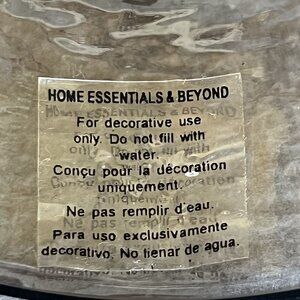 HOME ESSENTIALS & BEYOND
For decorative use
only. Do not fill with
water.
Conçu pour la décoration
uniquement.
Ne pas remplir d'eau.
Para uso exclusivamente
decorativo. No llenar de agua.